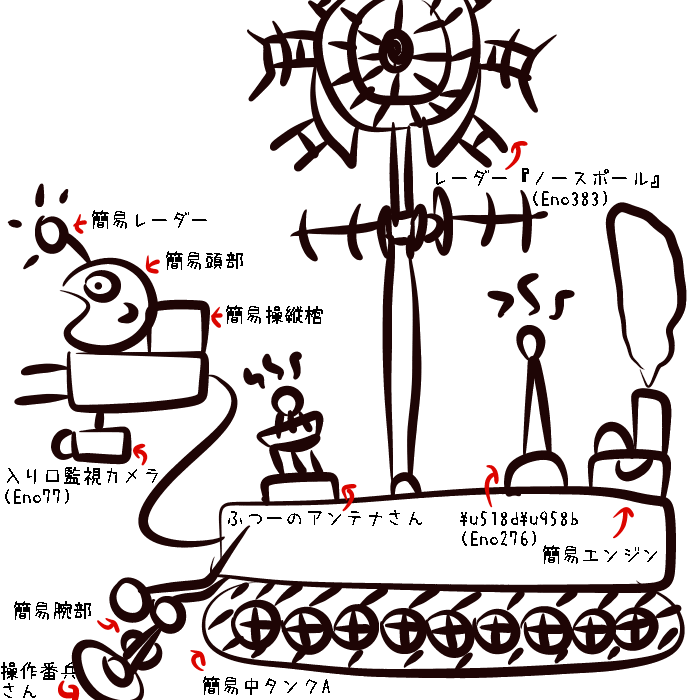 レーダー『ノースポール』
(Eno383)
簡易レーダー
簡易頭部
簡易操縦棺
入り口監視カメラ
(Eno77)
ふつーのアンテナさん
¥u518d¥u958b
(Eno276)
簡易エンジン
簡易腕部
操作番兵
さん
簡易中タンクA